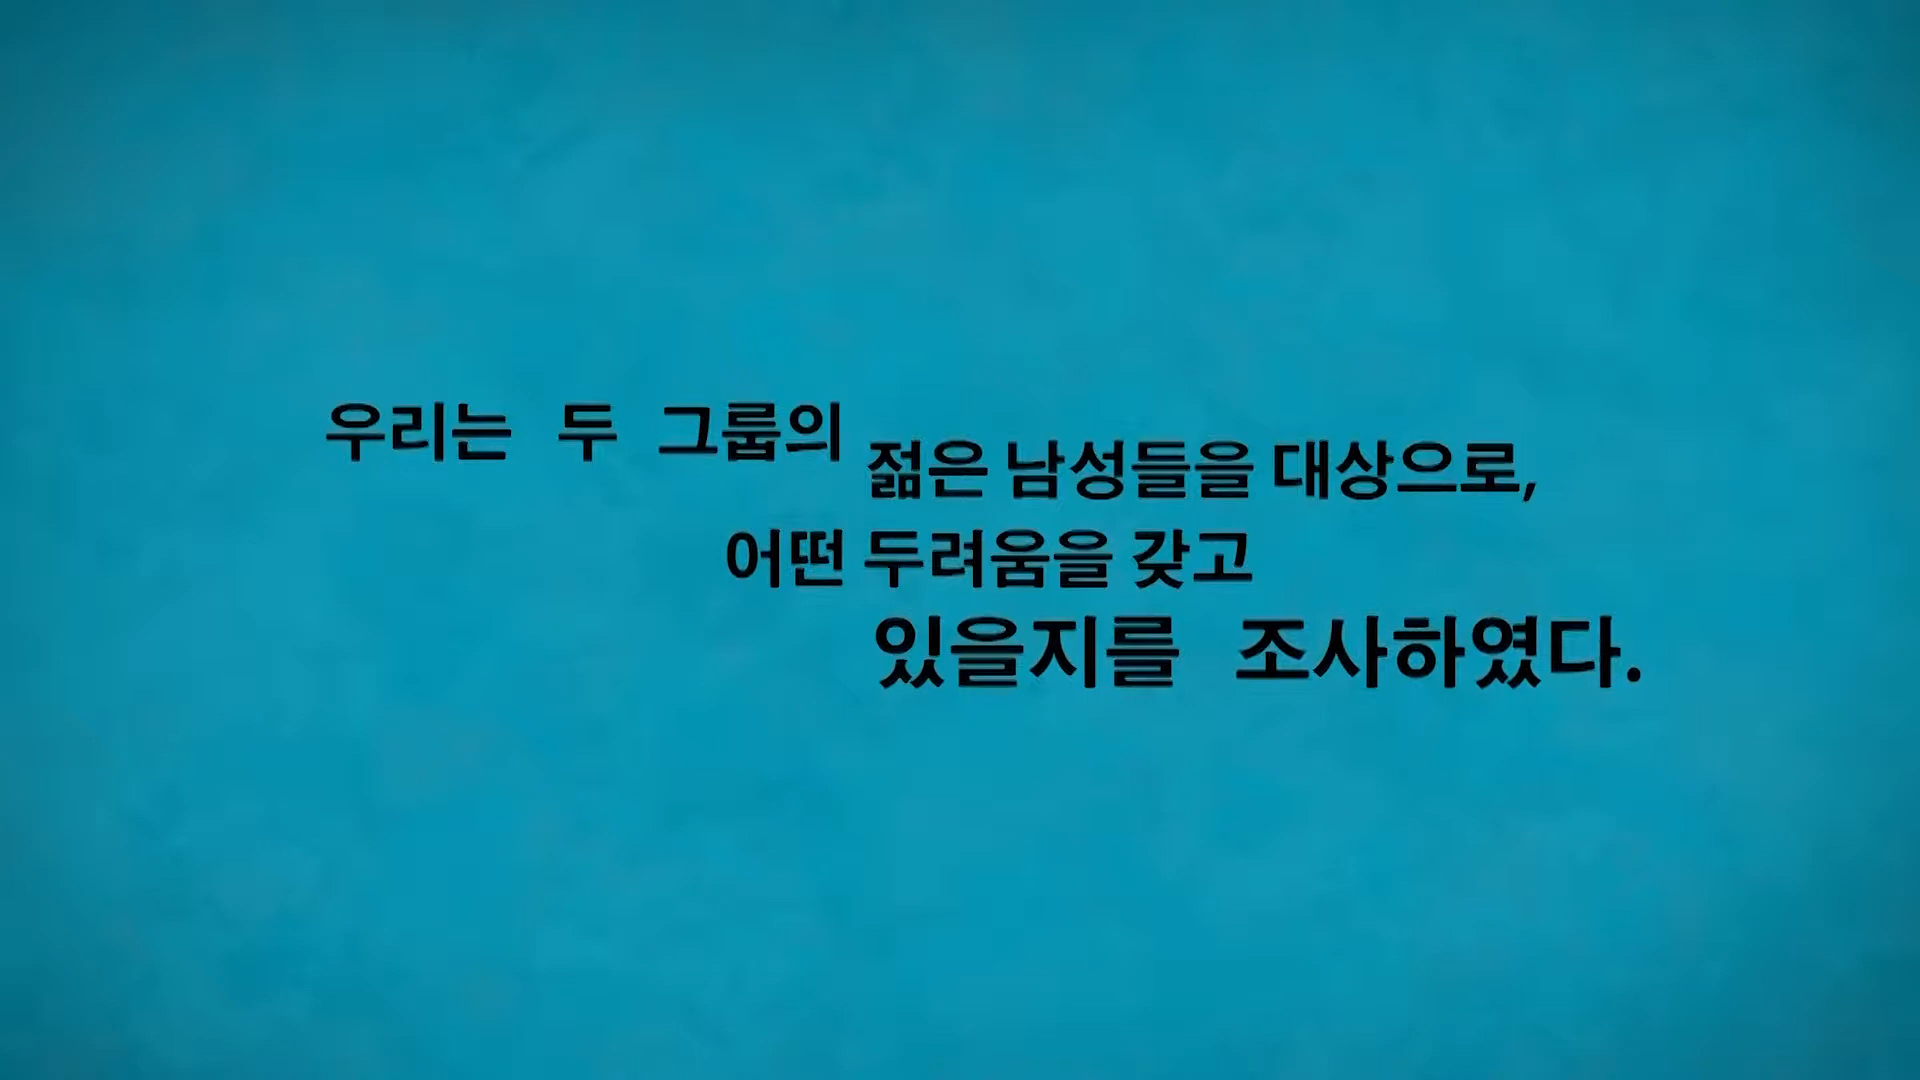 우리는 두 그룹의 젊은 남성들을 대상으로,
어떤 두려움을 갖고
있을지를 조사하였다.